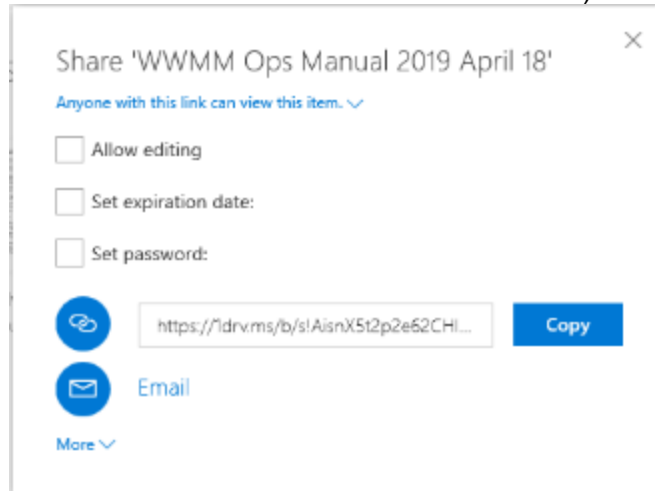 Share 'WWMM Ops Manual 2019 April 18'
Anyone with this link can view this item.
Allow editing
Set expiration date:
Set password:
https://1drv.ms/b/s!AisnX5t2p2e62CHI...
Copy
Email
More